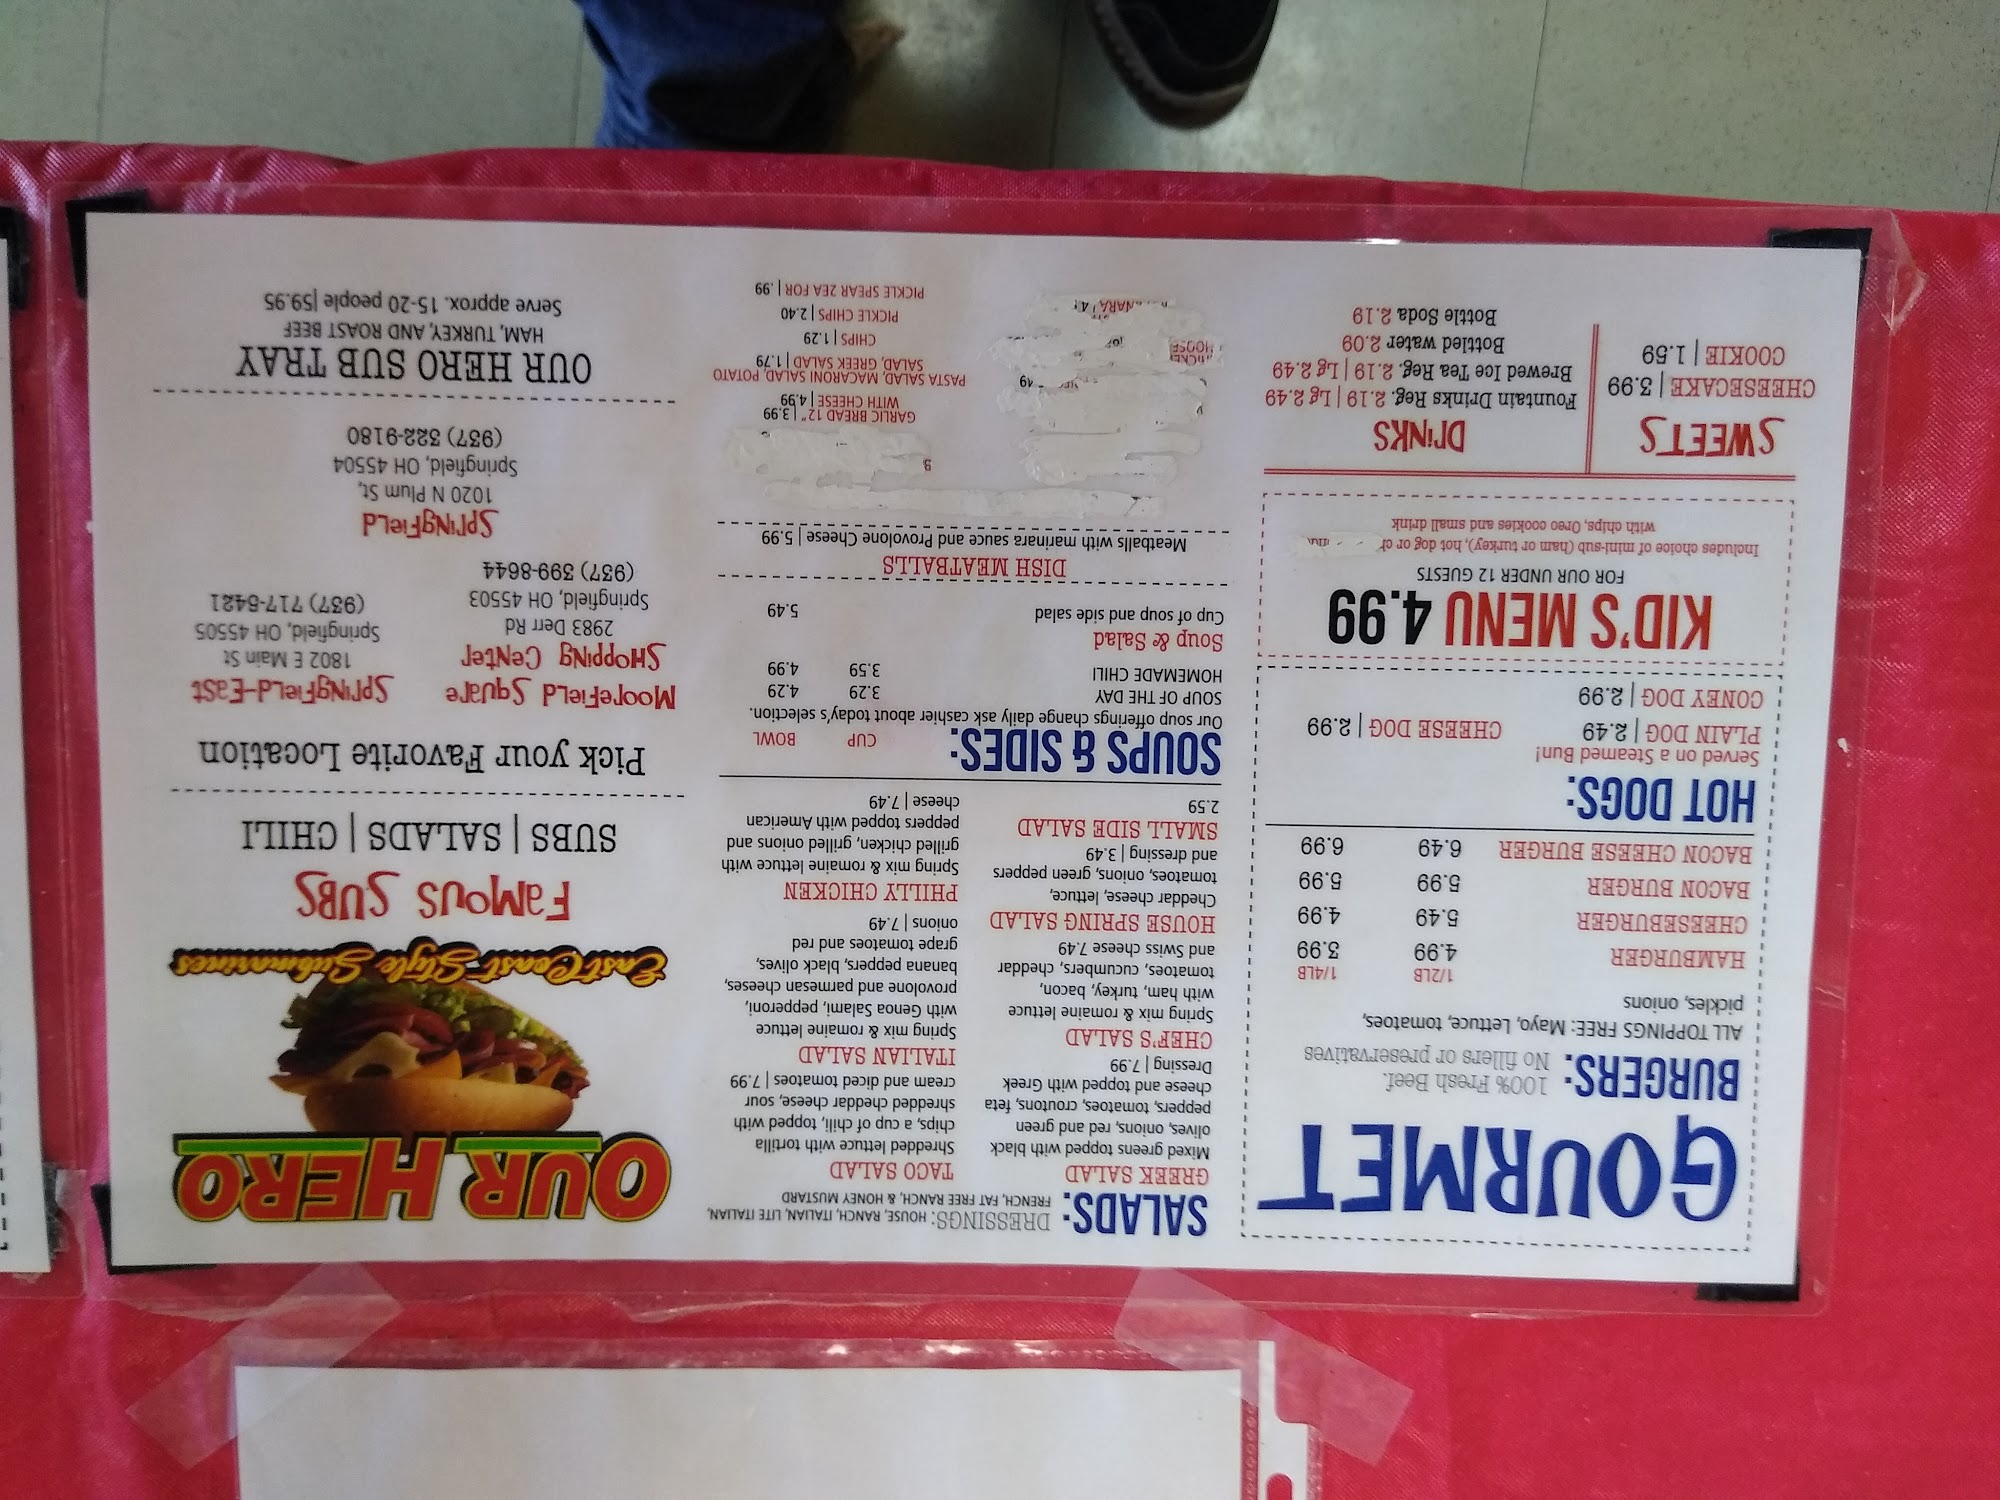 GOURMET
BURGERS: 100% Fresh Beef.
No fillers or preservatives
ALL TOPPINGS FREE: Mayo, Lettuce, tomatoes,
pickles, onions
1/2LB 1/4LB
HAMBURGER 4.99 3.99
CHEESEBURGER 5.49 4.99
BACON BURGER 5.99 5.99
BACON CHEESE BURGER 6.49 6.99
HOT DOGS:
Served on a Steamed Bun!
PLAIN DOG | 2.49 CHEESE DOG | 2.99
CONEY DOG | 2.99
KID'S MENU 4.99
FOR OUR UNDER 12 GUESTS
Includes choice of mini-sub (ham or turkey), hot dog or
with chips, Oreo cookies and small drink
SWEETS
CHEESECAKE | 3.99
COOKIE | 1.59
DRINKS
Fountain Drinks Reg. 2.19 | Lg 2.49
Brewed Ice Tea Reg. 2.19 | Lg 2.49
Bottled water 2.09
Bottle Soda 2.19
SALADS: DRESSINGS: HOUSE, RANCH, ITALIAN, LITE ITALIAN,
FRENCH, FAT FREE RANCH, & HONEY MUSTARD
GREEK SALAD
Mixed greens topped with black
olives, onions, red and green
peppers, tomatoes, croutons, feta
cheese and topped with Greek
Dressing | 7.99
CHEF'S SALAD
Spring mix & romaine lettuce
with ham, turkey, bacon,
tomatoes, cucumbers, cheddar
and Swiss cheese 7.49
HOUSE SPRING SALAD
Cheddar cheese, lettuce,
tomatoes, onions, green peppers
and dressing | 3.49
SMALL SIDE SALAD
2.59
TACO SALAD
Shredded lettuce with tortilla
chips, a cup of chili, topped with
shredded cheddar cheese, sour
cream and diced tomatoes | 7.99
ITALIAN SALAD
Spring mix & romaine lettuce
with Genoa Salami, pepperoni,
provolone and parmesan cheeses,
banana peppers, black olives,
grape tomatoes and red
onions | 7.49
PHILLY CHICKEN
Spring mix & romaine lettuce with
grilled chicken, grilled onions and
peppers topped with American
cheese | 7.49
SOUPS & SIDES: CUP BOWL
Our soup offerings change daily ask cashier about today's selection.
SOUP OF THE DAY 3.29 4.29
HOMEMADE CHILI 3.59 4.99
Soup & Salad
Cup of soup and side salad 5.49
DISH MEATBALLS
Meatballs with marinara sauce and Provolone Cheese | 5.99
GARLIC BREAD 12" | 3.99
WITH CHEESE | 4.99
PASTA SALAD, MACARONI SALAD, POTATO
SALAD, GREEK SALAD | 1.79
CHIPS | 1.29
PICKLE CHIPS | 2.40
PICKLE SPEAR 2EA FOR | .99
OUR HERO
East Coast Style Submarines
FAMOUS SUBS
SUBS | SALADS | CHILI
Pick your Favorite Location
Moorefield Square
Shopping Center
2983 Derr Rd
Springfield, OH 45503
(937) 399-8644
Springfield-East
1802 E Main St
Springfield, OH 45505
(937) 717-5421
Springfield
1020 N Plum St,
Springfield, OH 45504
(937) 322-9180
OUR HERO SUB TRAY
HAM, TURKEY, AND ROAST BEEF
Serve approx. 15-20 people |59.95